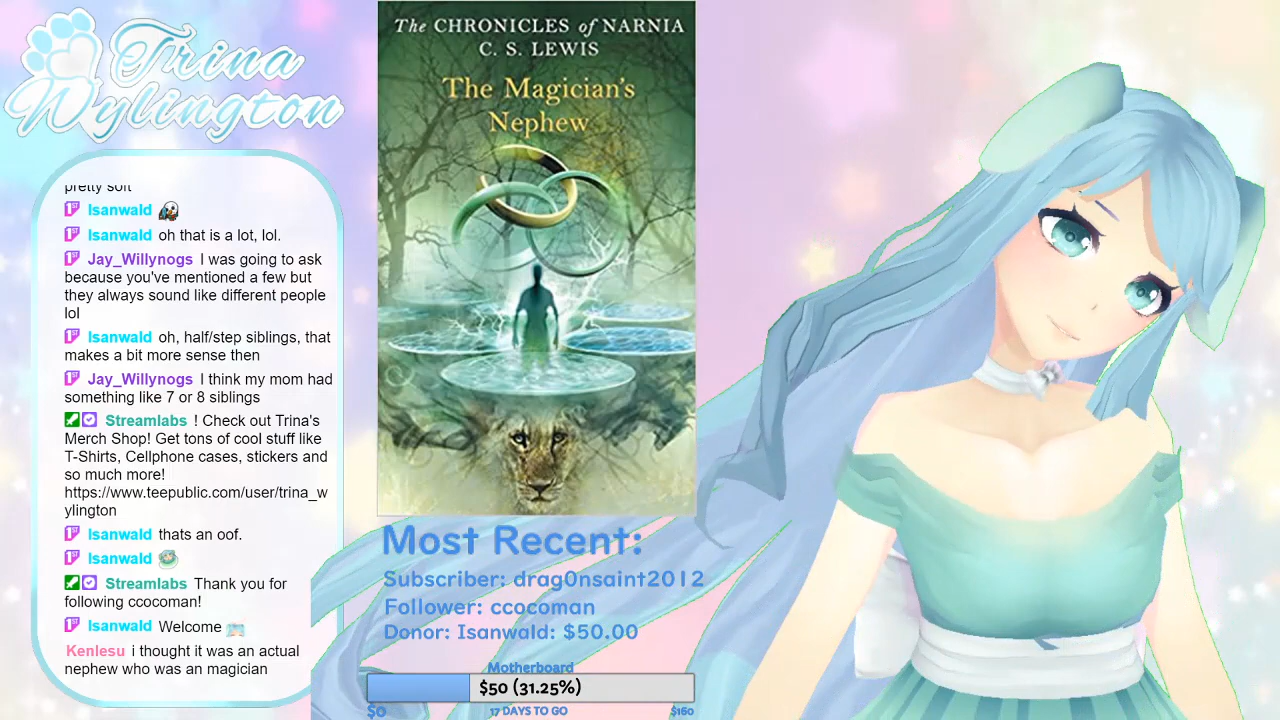 Trina
Wylington
pretty soft
Isanwald
Isanwald oh that is a lot, lol.
Jay_Willynogs I was going to ask
because you've mentioned a few but
they always sound like different people
lol
Isanwald oh, half/step siblings, that
makes a bit more sense then
Jay_Willynogs I think my mom had
something like 7 or 8 siblings
Streamlabs ! Check out Trina's
Merch Shop! Get tons of cool stuff like
T-Shirts, Cellphone cases, stickers and
so much more!
https://www.teepublic.com/user/trina_w
ylington
Isanwald thats an oof.
Isanwald
Streamlabs Thank you for
following ccocoman!
Isanwald Welcome
Kenlesu i thought it was an actual
nephew who was an magician
The CHRONICLES of NARNIA
C. S. LEWIS
The Magician's
Nephew
Most Recent:
Subscriber: drag0nsaint2012
Follower: ccocoman
Donor: Isanwald: $50.00
Motherboard
$50 (31.25%)
$0 17 DAYS TO GO $160